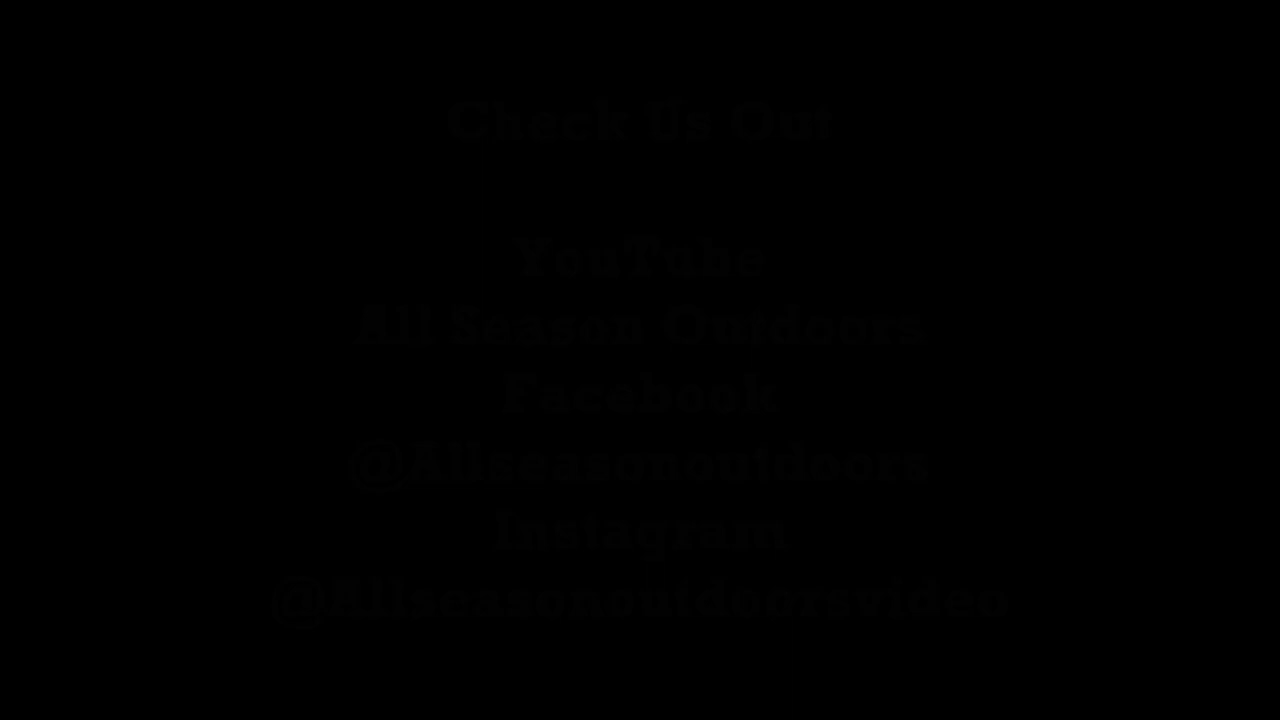 Check Us Out
YouTube
All Season Outdoors
Facebook
@Allseasonoutdoors
Instagram
@Allseasonoutdoorsvideo